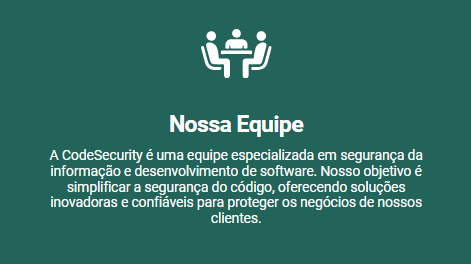 Nossa Equipe
A CodeSecurity é uma equipe especializada em segurança da
informação e desenvolvimento de software. Nosso objetivo é
simplificar a segurança do código, oferecendo soluções
inovadoras e confiáveis para proteger os negócios de nossos
clientes.